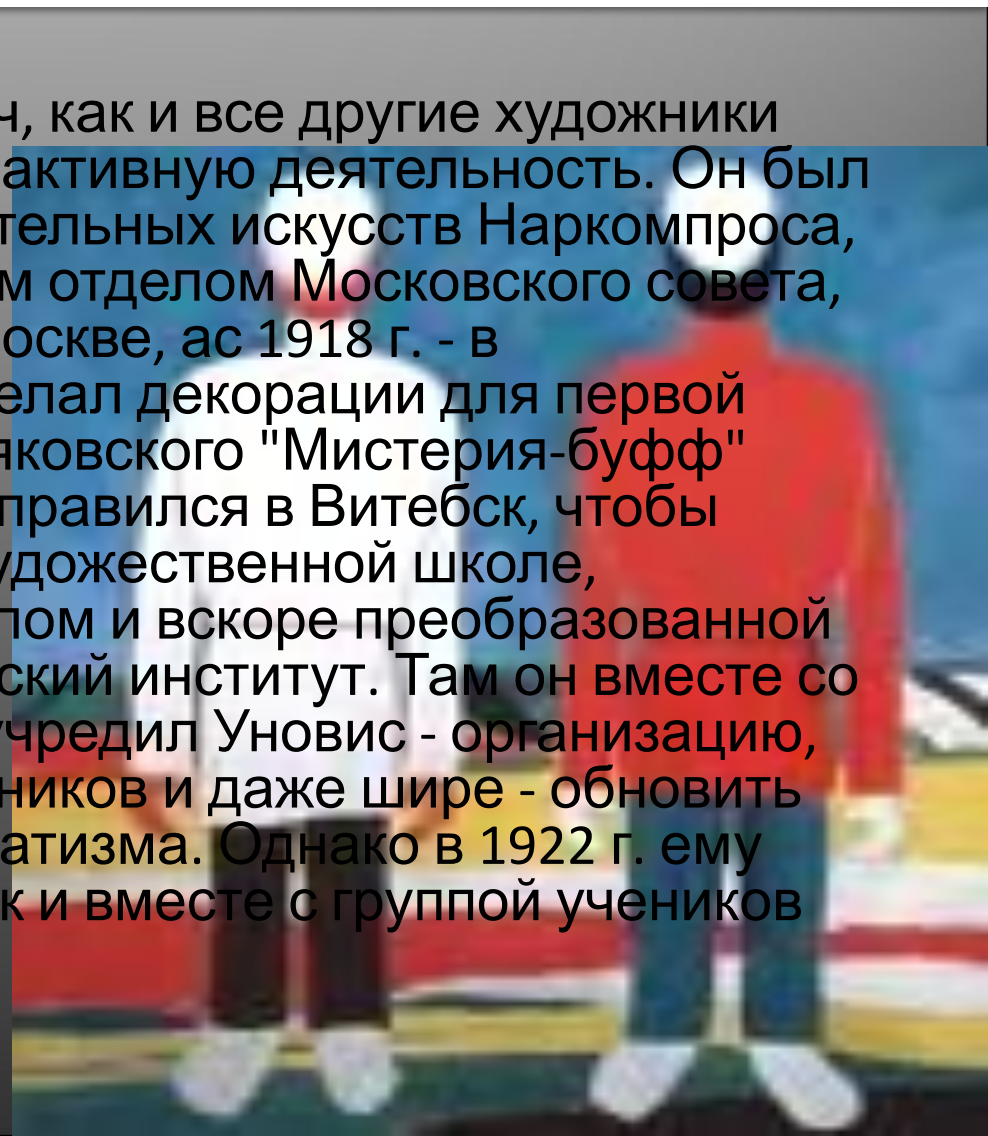 ч, как и все другие художники
активную деятельность. Он был
тельных искусств Наркомпроса,
м отделом Московского совета,
оскве, ас 1918 г. - в
елал декорации для первой
яковского "Мистерия-буфф"
правился в Витебск, чтобы
удожественной школе,
лом и вскоре преобразованной
ский институт. Там он вместе со
учредил Уновис - организацию,
ников и даже шире - обновить
атизма. Однако в 1922 г. ему
к и вместе с группой учеников